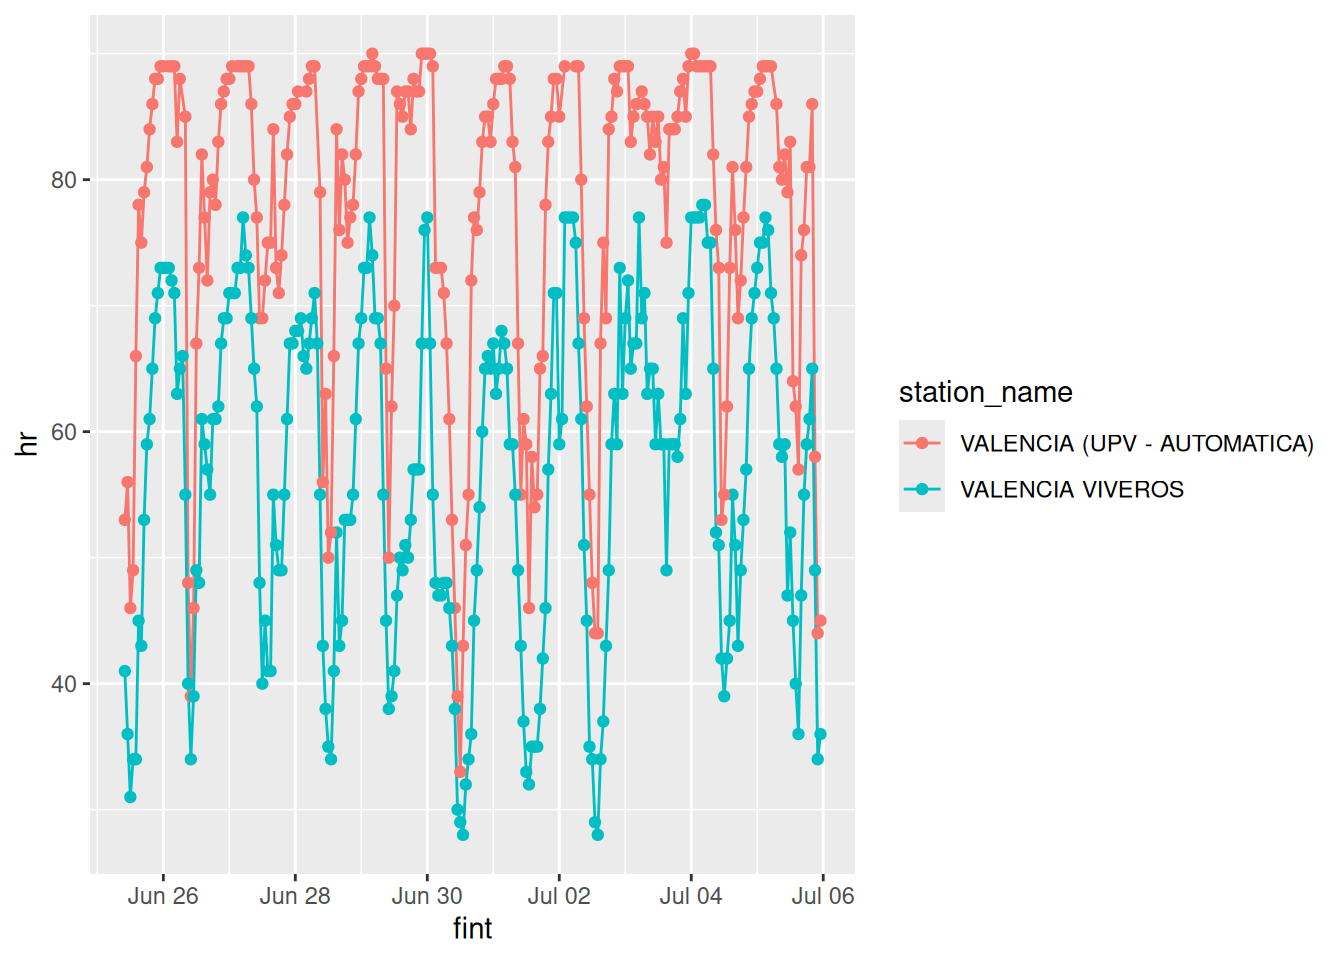 80
60
40
hr
Jun 26
Jun 28
Jun 30
Jul 02
Jul 04
Jul 06
fint
station_name
VALENCIA (UPV - AUTOMATICA)
VALENCIA VIVEROS